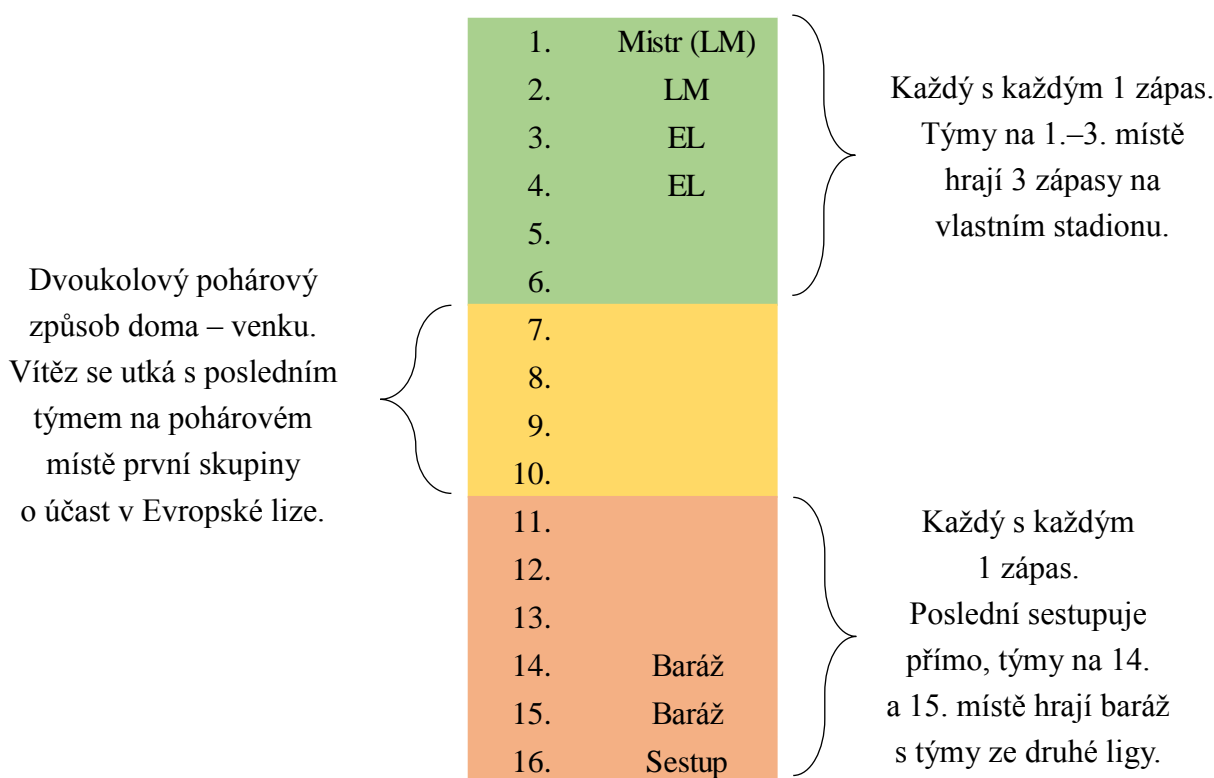 1. Mistr (LM)
2. LM
3. EL
4. EL
5.
6.
7.
8.
9.
10.
11.
12.
13.
14. Baráž
15. Baráž
16. Sestup
Každý s každým 1 zápas.
Týmy na 1.–3. místě
hrají 3 zápasy na
vlastním stadionu.
Dvoukolový pohárový
způsob doma – venku.
Vítěz se utká s posledním
týmem na pohárovém
místě první skupiny
o účast v Evropské lize.
Každý s každým
1 zápas.
Poslední sestupuje
přímo, týmy na 14.
a 15. místě hrají baráž
s týmy ze druhé ligy.